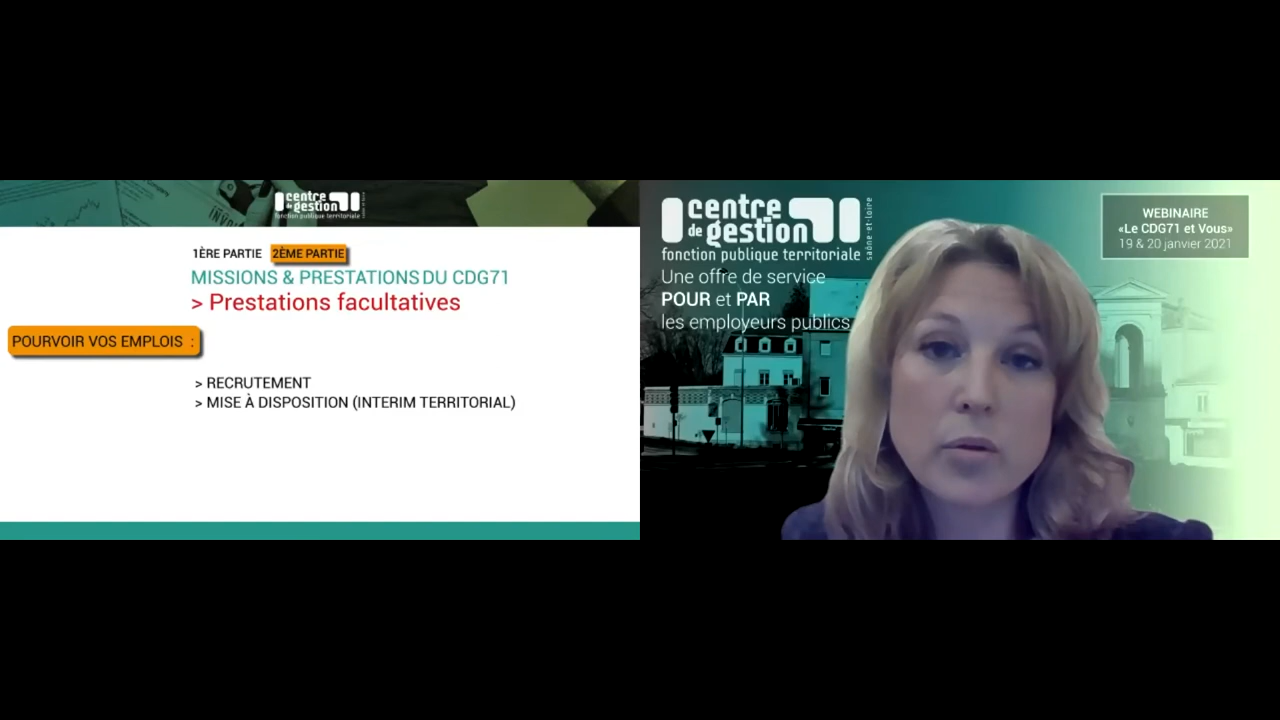 centre
de gestion
fonction publique territoriale
1ÈRE PARTIE 2ÈME PARTIE
MISSIONS & PRESTATIONS DU CDG71
> Prestations facultatives
POURVOIR VOS EMPLOIS :
> RECRUTEMENT
> MISE À DISPOSITION (INTERIM TERRITORIAL)
centre
de gestion 71
fonction publique territoriale
saône-et-loire
Une offre de service
POUR et PAR
les employeurs publics
WEBINAIRE
«Le CDG71 et Vous»
19 & 20 janvier 2021